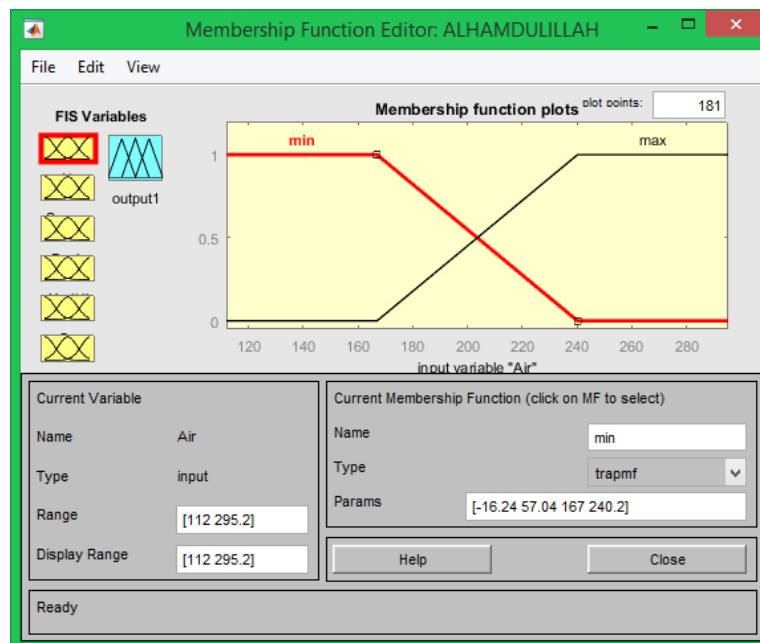 Membership Function Editor: ALHAMDULILLAH
File Edit View
FIS Variables
output1
Membership function plots
plot points:
181
min
max
1
0.5
0
120 140 160 180 200 220 240 260 280
input variable "Air"
Current Variable
Name Air
Type input
Range [112 295.2]
Display Range [112 295.2]
Current Membership Function (click on MF to select)
Name min
Type trapmf
Params [-16.24 57.04 167 240.2]
Help Close
Ready